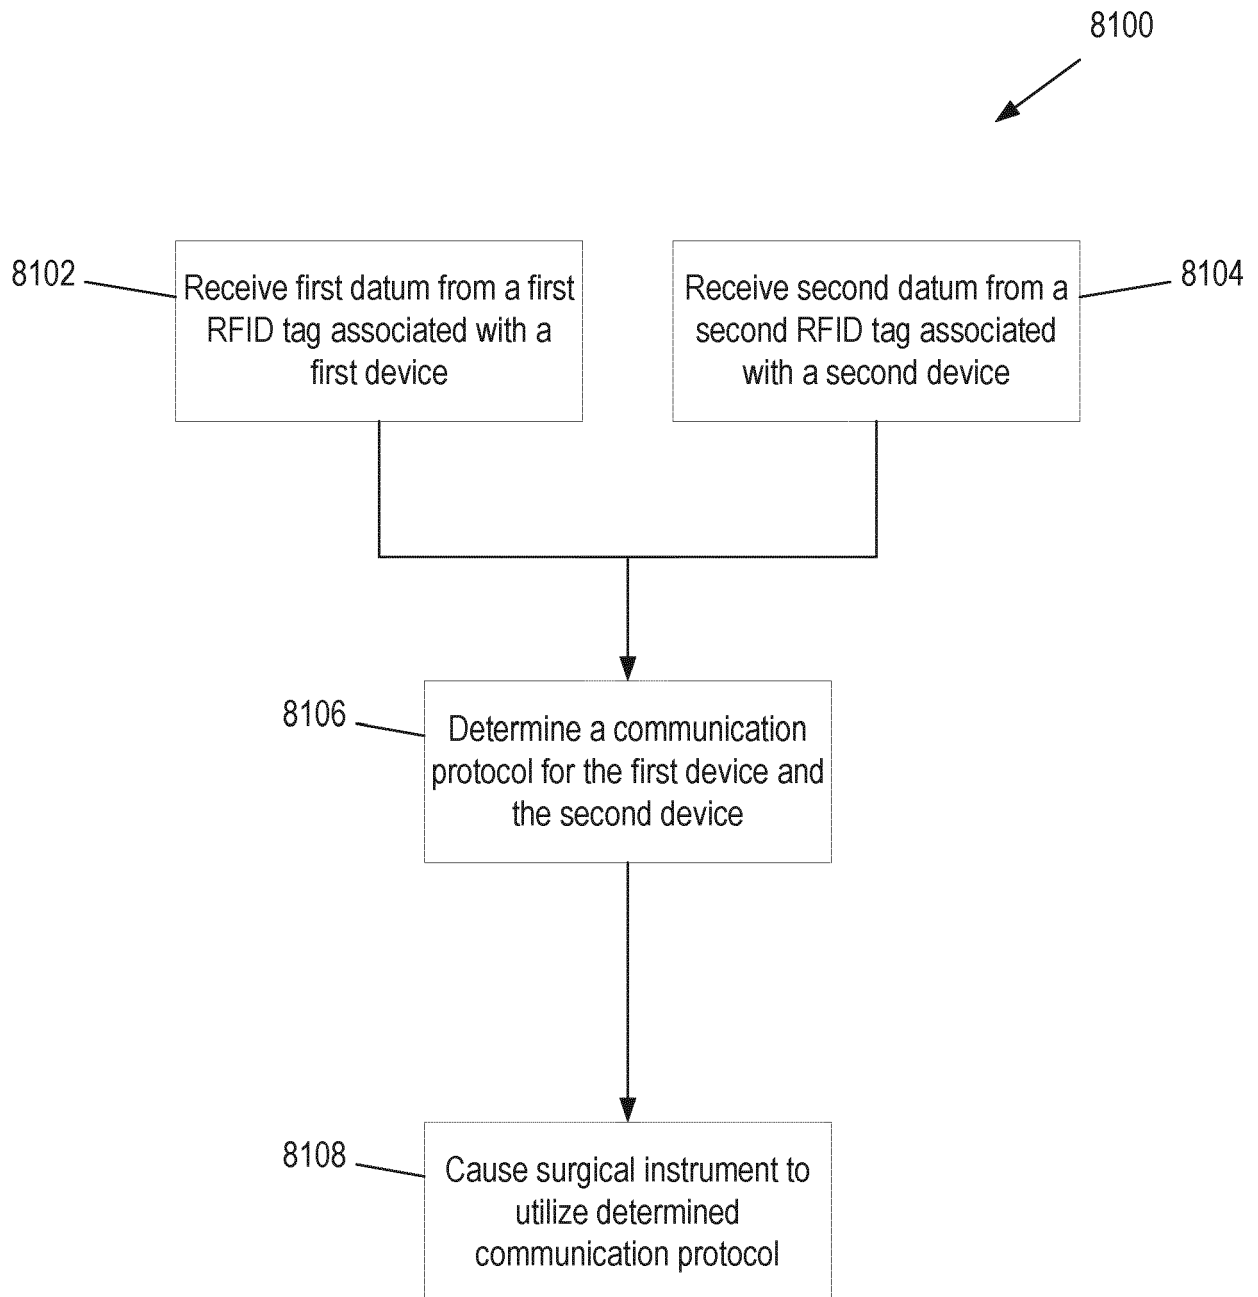 8100
8102
Receive first datum from a first
RFID tag associated with a
first device
Receive second datum from a
second RFID tag associated
with a second device
8104
8106
Determine a communication
protocol for the first device and
the second device
8108
Cause surgical instrument to
utilize determined
communication protocol